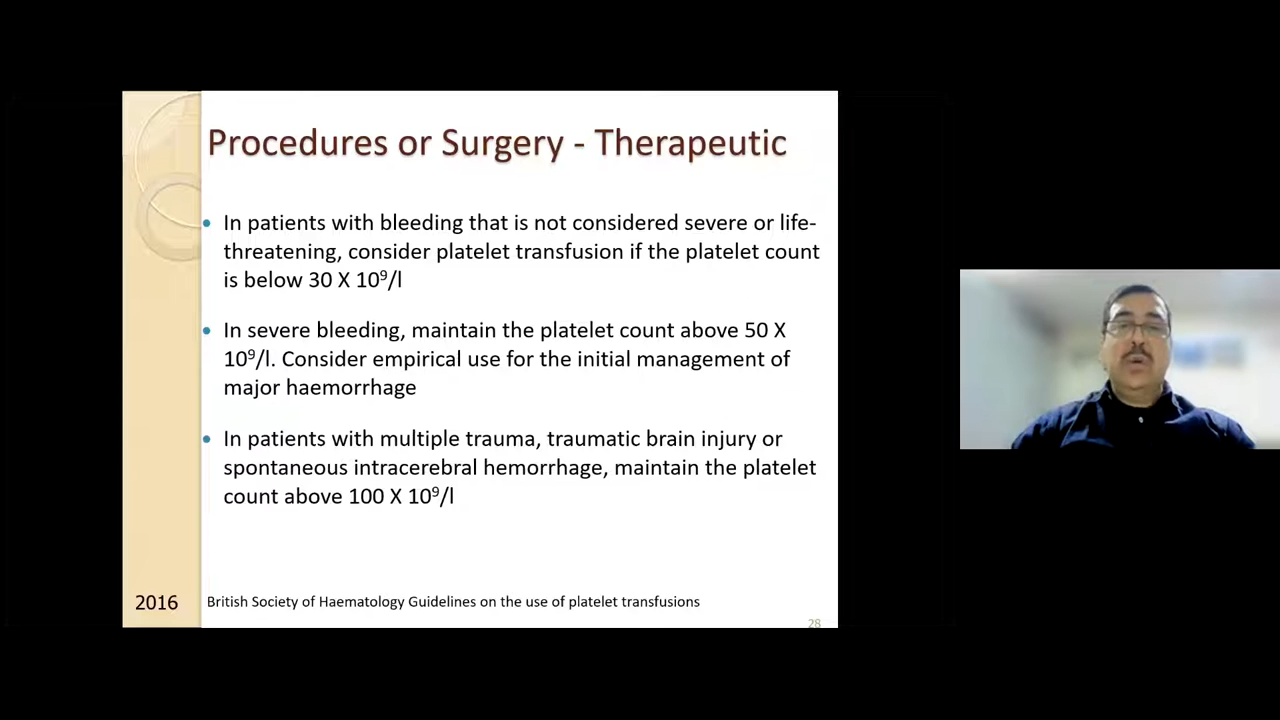 Procedures or Surgery - Therapeutic
• In patients with bleeding that is not considered severe or life-
threatening, consider platelet transfusion if the platelet count
is below 30 X 10⁹/l
• In severe bleeding, maintain the platelet count above 50 X
10⁹/l. Consider empirical use for the initial management of
major haemorrhage
• In patients with multiple trauma, traumatic brain injury or
spontaneous intracerebral hemorrhage, maintain the platelet
count above 100 X 10⁹/l
2016
British Society of Haematology Guidelines on the use of platelet transfusions
28